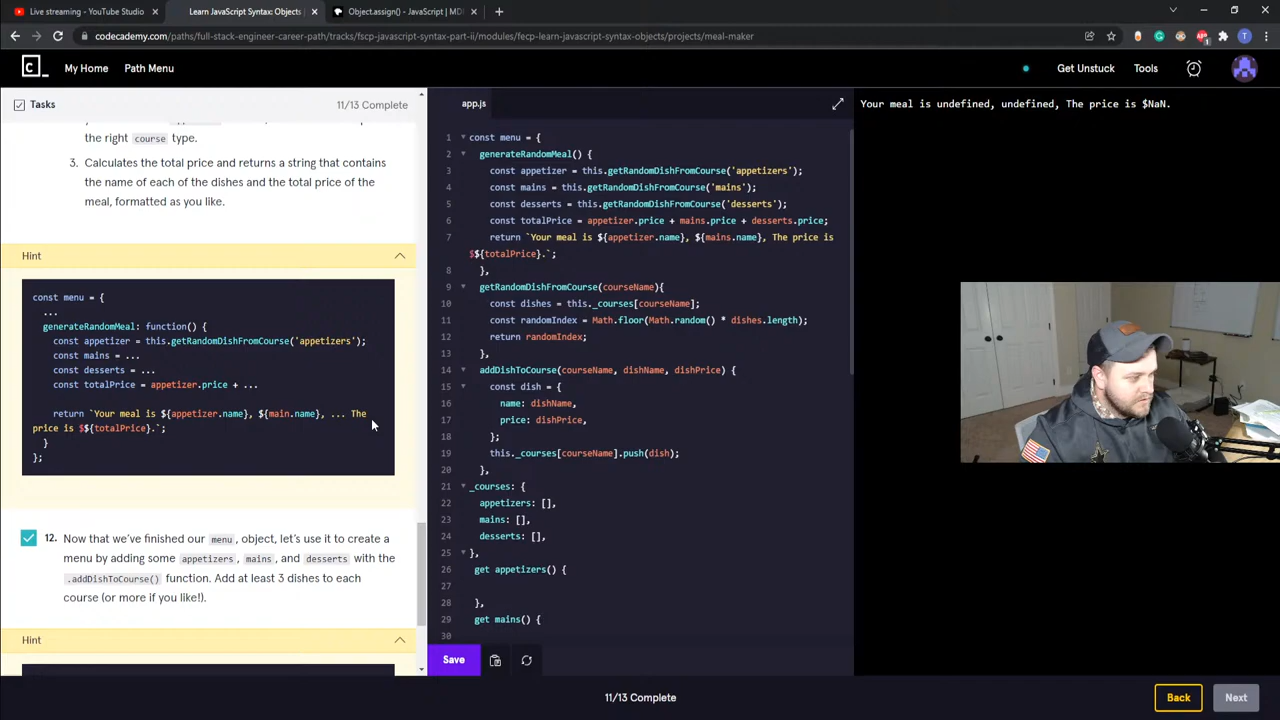 Live streaming - YouTube Studio
Learn JavaScript Syntax: Objects
Object.assign() - JavaScript | MD
codecademy.com/paths/full-stack-engineer-career-path/tracks/fscp-javascript-syntax-part-ii/modules/fecp-learn-javascript-syntax-objects/projects/meal-maker
My Home
Path Menu
Get Unstuck
Tools
Tasks
11/13 Complete
the right course type.
3. Calculates the total price and returns a string that contains
the name of each of the dishes and the total price of the
meal, formatted as you like.
Hint
const menu = {
...
generateRandomMeal: function() {
const appetizer = this.getRandomDishFromCourse('appetizers');
const mains = ...
const desserts = ...
const totalPrice = appetizer.price + ...
return `Your meal is ${appetizer.name}, ${main.name}, ... The
price is $${totalPrice}.`;
}
};
12. Now that we've finished our menu, object, let's use it to create a
menu by adding some appetizers, mains, and desserts with the
.addDishToCourse() function. Add at least 3 dishes to each
course (or more if you like!).
Hint
app.js
1 const menu = {
2 generateRandomMeal() {
3 const appetizer = this.getRandomDishFromCourse('appetizers');
4 const mains = this.getRandomDishFromCourse('mains');
5 const desserts = this.getRandomDishFromCourse('desserts');
6 const totalPrice = appetizer.price + mains.price + desserts.price;
7 return `Your meal is ${appetizer.name}, ${mains.name}, The price is
$${totalPrice}.`;
8 },
9 getRandomDishFromCourse(courseName){
10 const dishes = this._courses[courseName];
11 const randomIndex = Math.floor(Math.random() * dishes.length);
12 return randomIndex;
13 },
14 addDishToCourse(courseName, dishName, dishPrice) {
15 const dish = {
16 name: dishName,
17 price: dishPrice,
18 };
19 this._courses[courseName].push(dish);
20 },
21 _courses: {
22 appetizers: [],
23 mains: [],
24 desserts: [],
25 },
26 get appetizers() {
27
28 },
29 get mains() {
30
Save
Your meal is undefined, undefined, The price is $NaN.
11/13 Complete
Back
Next